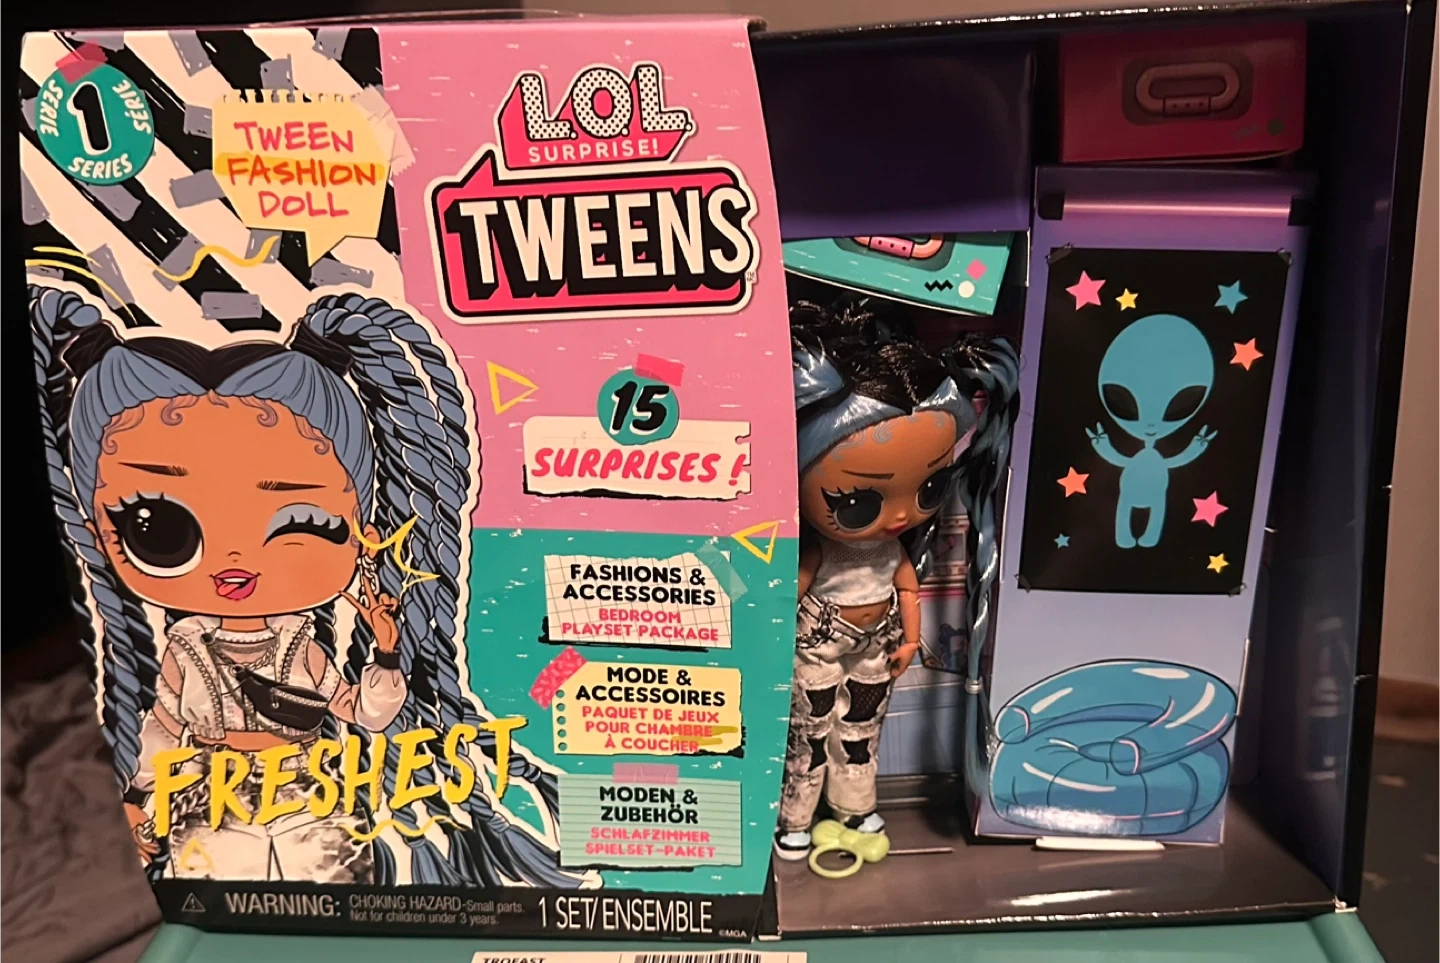 SERIE
1
SÉRIE
SERIES
TWEEN
FASHION
DOLL
L.O.L.
SURPRISE!
TWEENS
TM
15
SURPRISES!
FASHIONS &
ACCESSORIES
BEDROOM
PLAYSET PACKAGE
MODE &
ACCESSOIRES
PAQUET DE JEUX
POUR CHAMBRE
À COUCHER
MODEN &
ZUBEHÖR
SCHLAFZIMMER
SPIELSET-PAKET
FRESHEST
WARNING: CHOKING HAZARD-Small parts.
Not for children under 3 years.
1 SET/ENSEMBLE
©MGA
TROFAST